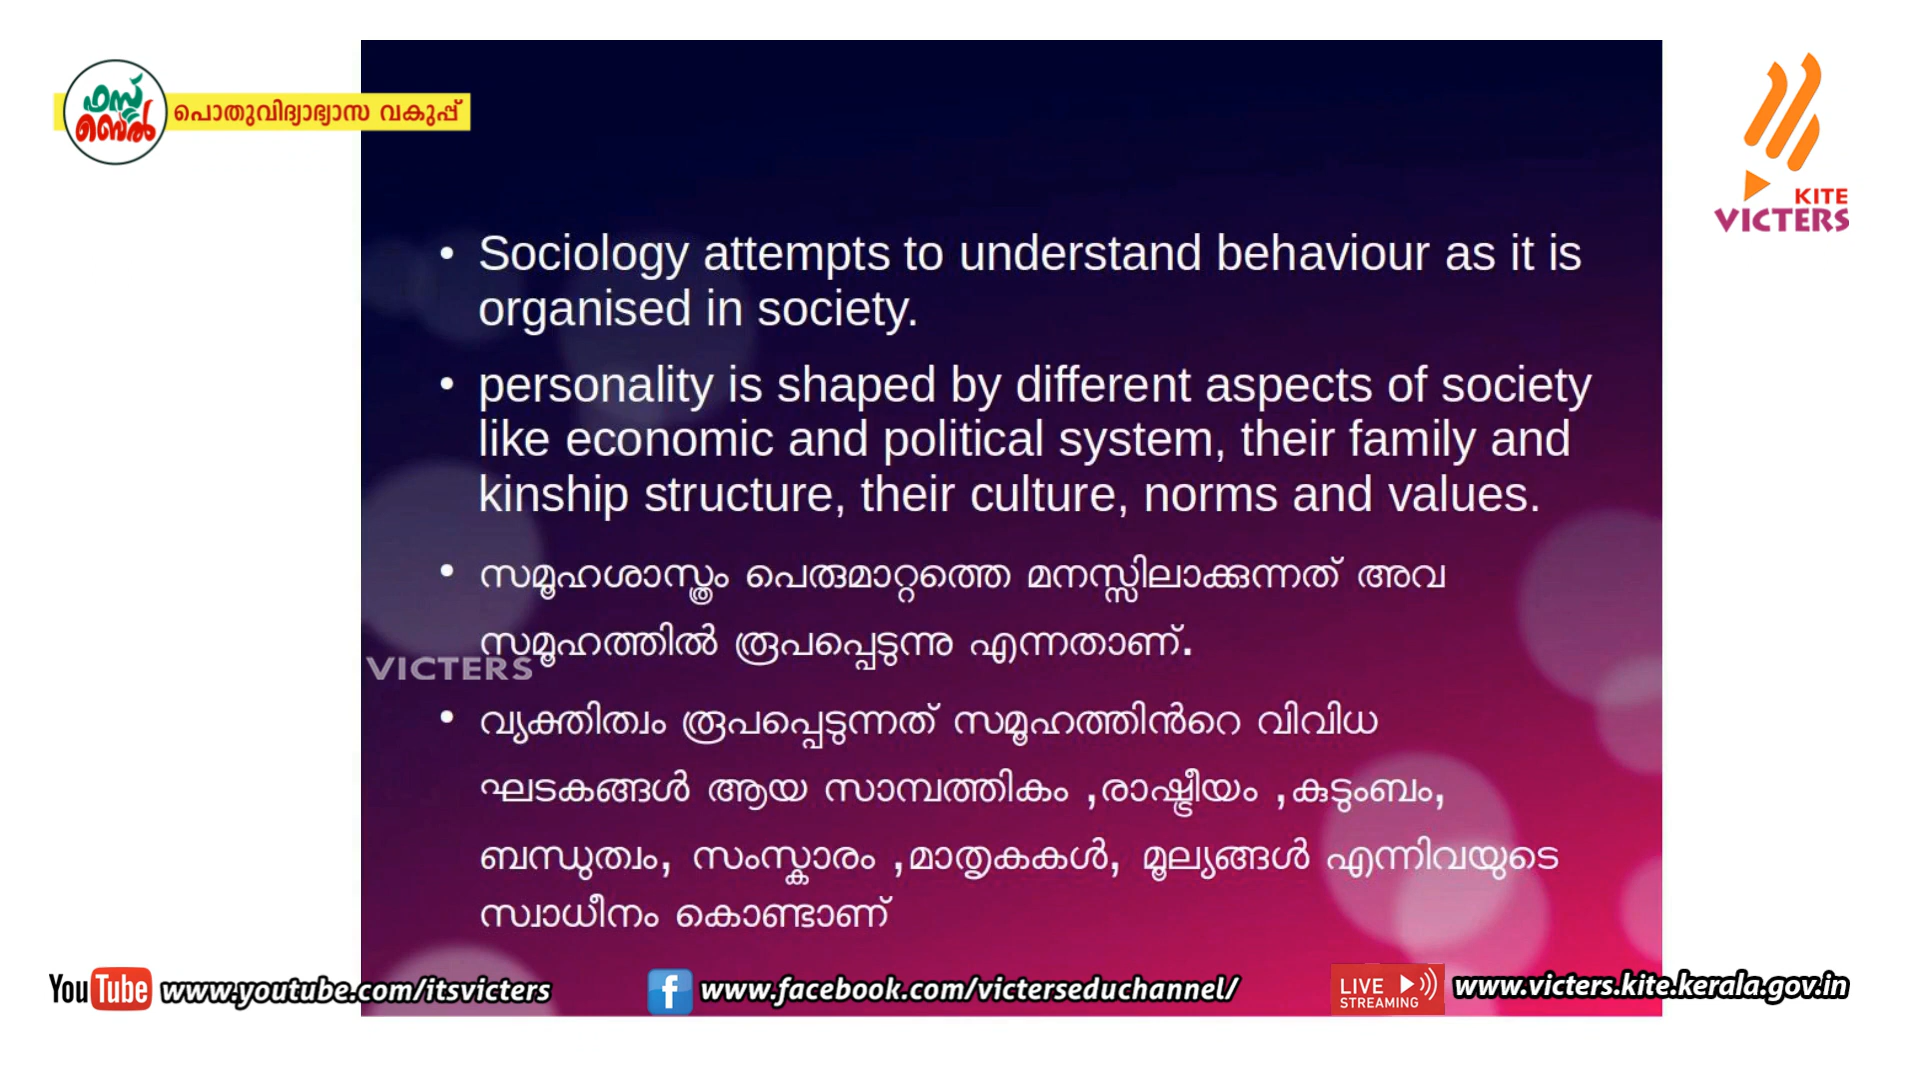 ഫസ്റ്റ്
ബെൽ
പൊതുവിദ്യാഭ്യാസ വകുപ്പ്
KITE
VICTERS
• Sociology attempts to understand behaviour as it is
organised in society.
• personality is shaped by different aspects of society
like economic and political system, their family and
kinship structure, their culture, norms and values.
• സമൂഹശാസ്ത്രം പെരുമാറ്റത്തെ മനസ്സിലാക്കുന്നത് അവ
സമൂഹത്തിൽ രൂപപ്പെടുന്നു എന്നതാണ്.
VICTERS
• വ്യക്തിത്വം രൂപപ്പെടുന്നത് സമൂഹത്തിൻറെ വിവിധ
ഘടകങ്ങൾ ആയ സാമ്പത്തികം ,രാഷ്ട്രീയം ,കുടുംബം,
ബന്ധുത്വം, സംസ്കാരം ,മാതൃകകൾ, മൂല്യങ്ങൾ എന്നിവയുടെ
സ്വാധീനം കൊണ്ടാണ്
YouTube www.youtube.com/itsvicters
f www.facebook.com/victerseduchannel/
LIVE STREAMING www.victers.kite.kerala.gov.in